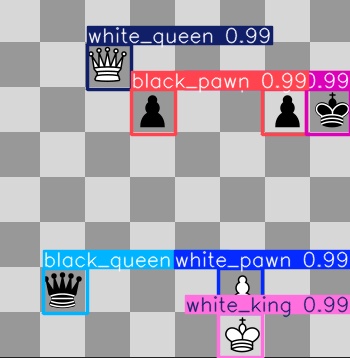 white_queen 0.99
black_pawn 0.99
0.99
black_queen
white_pawn 0.99
white_king 0.99